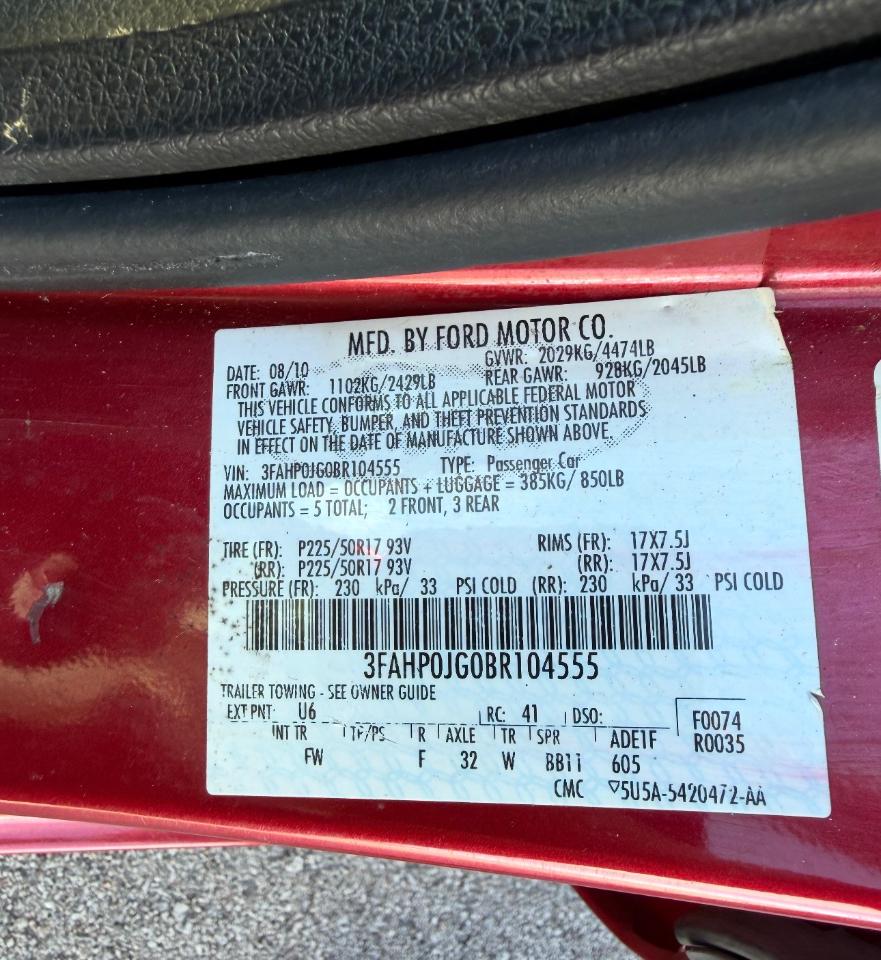 MFD. BY FORD MOTOR CO.
DATE: 08/10 GVWR: 2029KG/4474LB
FRONT GAWR: 1102KG/2429LB REAR GAWR: 928KG/2045LB
THIS VEHICLE CONFORMS TO ALL APPLICABLE FEDERAL MOTOR
VEHICLE SAFETY, BUMPER, AND THEFT PREVENTION STANDARDS
IN EFFECT ON THE DATE OF MANUFACTURE SHOWN ABOVE.
VIN: 3FAHP0JG0BR104555 TYPE: Passenger Car
MAXIMUM LOAD = OCCUPANTS + LUGGAGE = 385KG/ 850LB
OCCUPANTS = 5 TOTAL; 2 FRONT, 3 REAR
TIRE (FR): P225/50R17 93V RIMS (FR): 17X7.5J
(RR): P225/50R17 93V (RR): 17X7.5J
PRESSURE (FR): 230 kPa/ 33 PSI COLD (RR): 230 kPa/ 33 PSI COLD
3FAHP0JG0BR104555
TRAILER TOWING - SEE OWNER GUIDE
EXT PNT: U6 RC: 41 DSO: F0074
INT TR TP/PS R AXLE TR SPR ADE1F R0035
FW F 32 W BB11 605
CMC ▽5U5A-5420472-AA